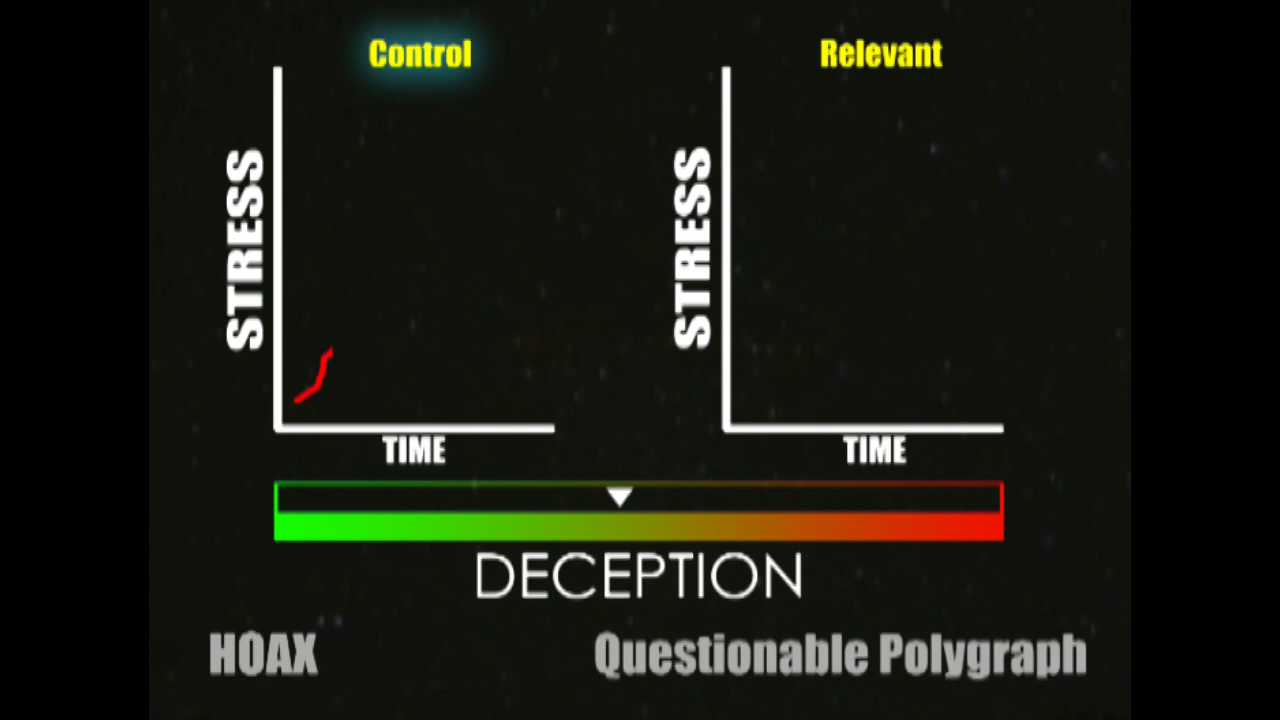 Control
Relevant
STRESS
STRESS
TIME
TIME
DECEPTION
HOAX
Questionable Polygraph